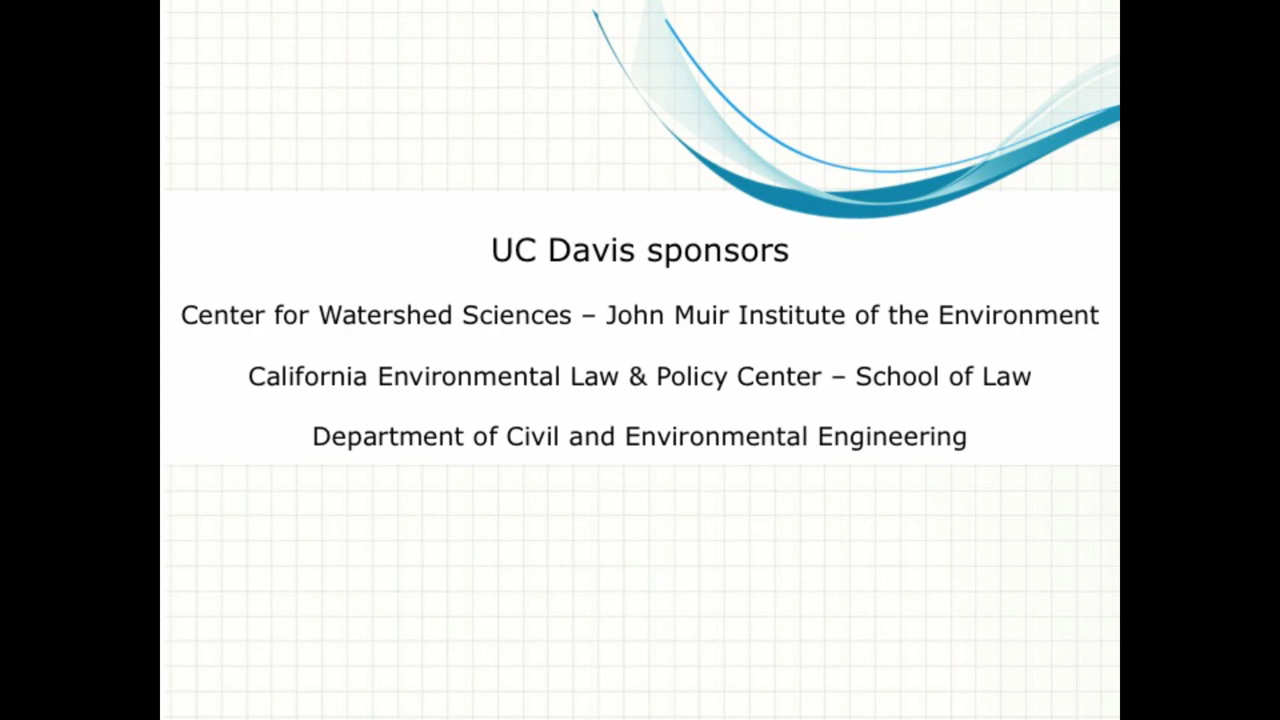 UC Davis sponsors
Center for Watershed Sciences – John Muir Institute of the Environment
California Environmental Law & Policy Center – School of Law
Department of Civil and Environmental Engineering